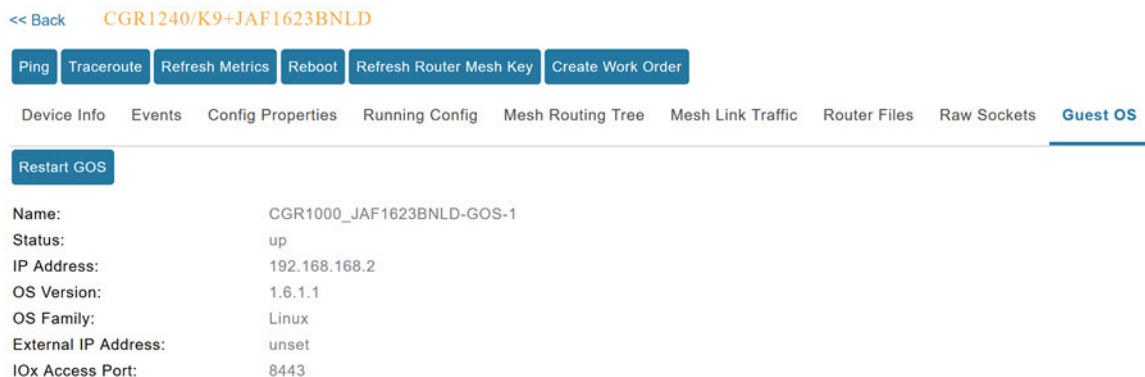 << Back CGR1240/K9+JAF1623BNLD
Ping Traceroute Refresh Metrics Reboot Refresh Router Mesh Key Create Work Order
Device Info Events Config Properties Running Config Mesh Routing Tree Mesh Link Traffic Router Files Raw Sockets Guest OS
Restart GOS
Name: CGR1000_JAF1623BNLD-GOS-1
Status: up
IP Address: 192.168.168.2
OS Version: 1.6.1.1
OS Family: Linux
External IP Address: unset
IOx Access Port: 8443